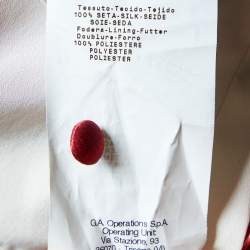 Tessuto-Tecido-Tejido
100% SETA-SILK-SEIDE
SOIE-SEDA
Fodera-Lining-Futter
Doublure-Forro
100% POLIESTERE
POLYESTER
POLIESTER
G.A. Operations S.p.A.
Operating Unit:
Via Stazione, 93